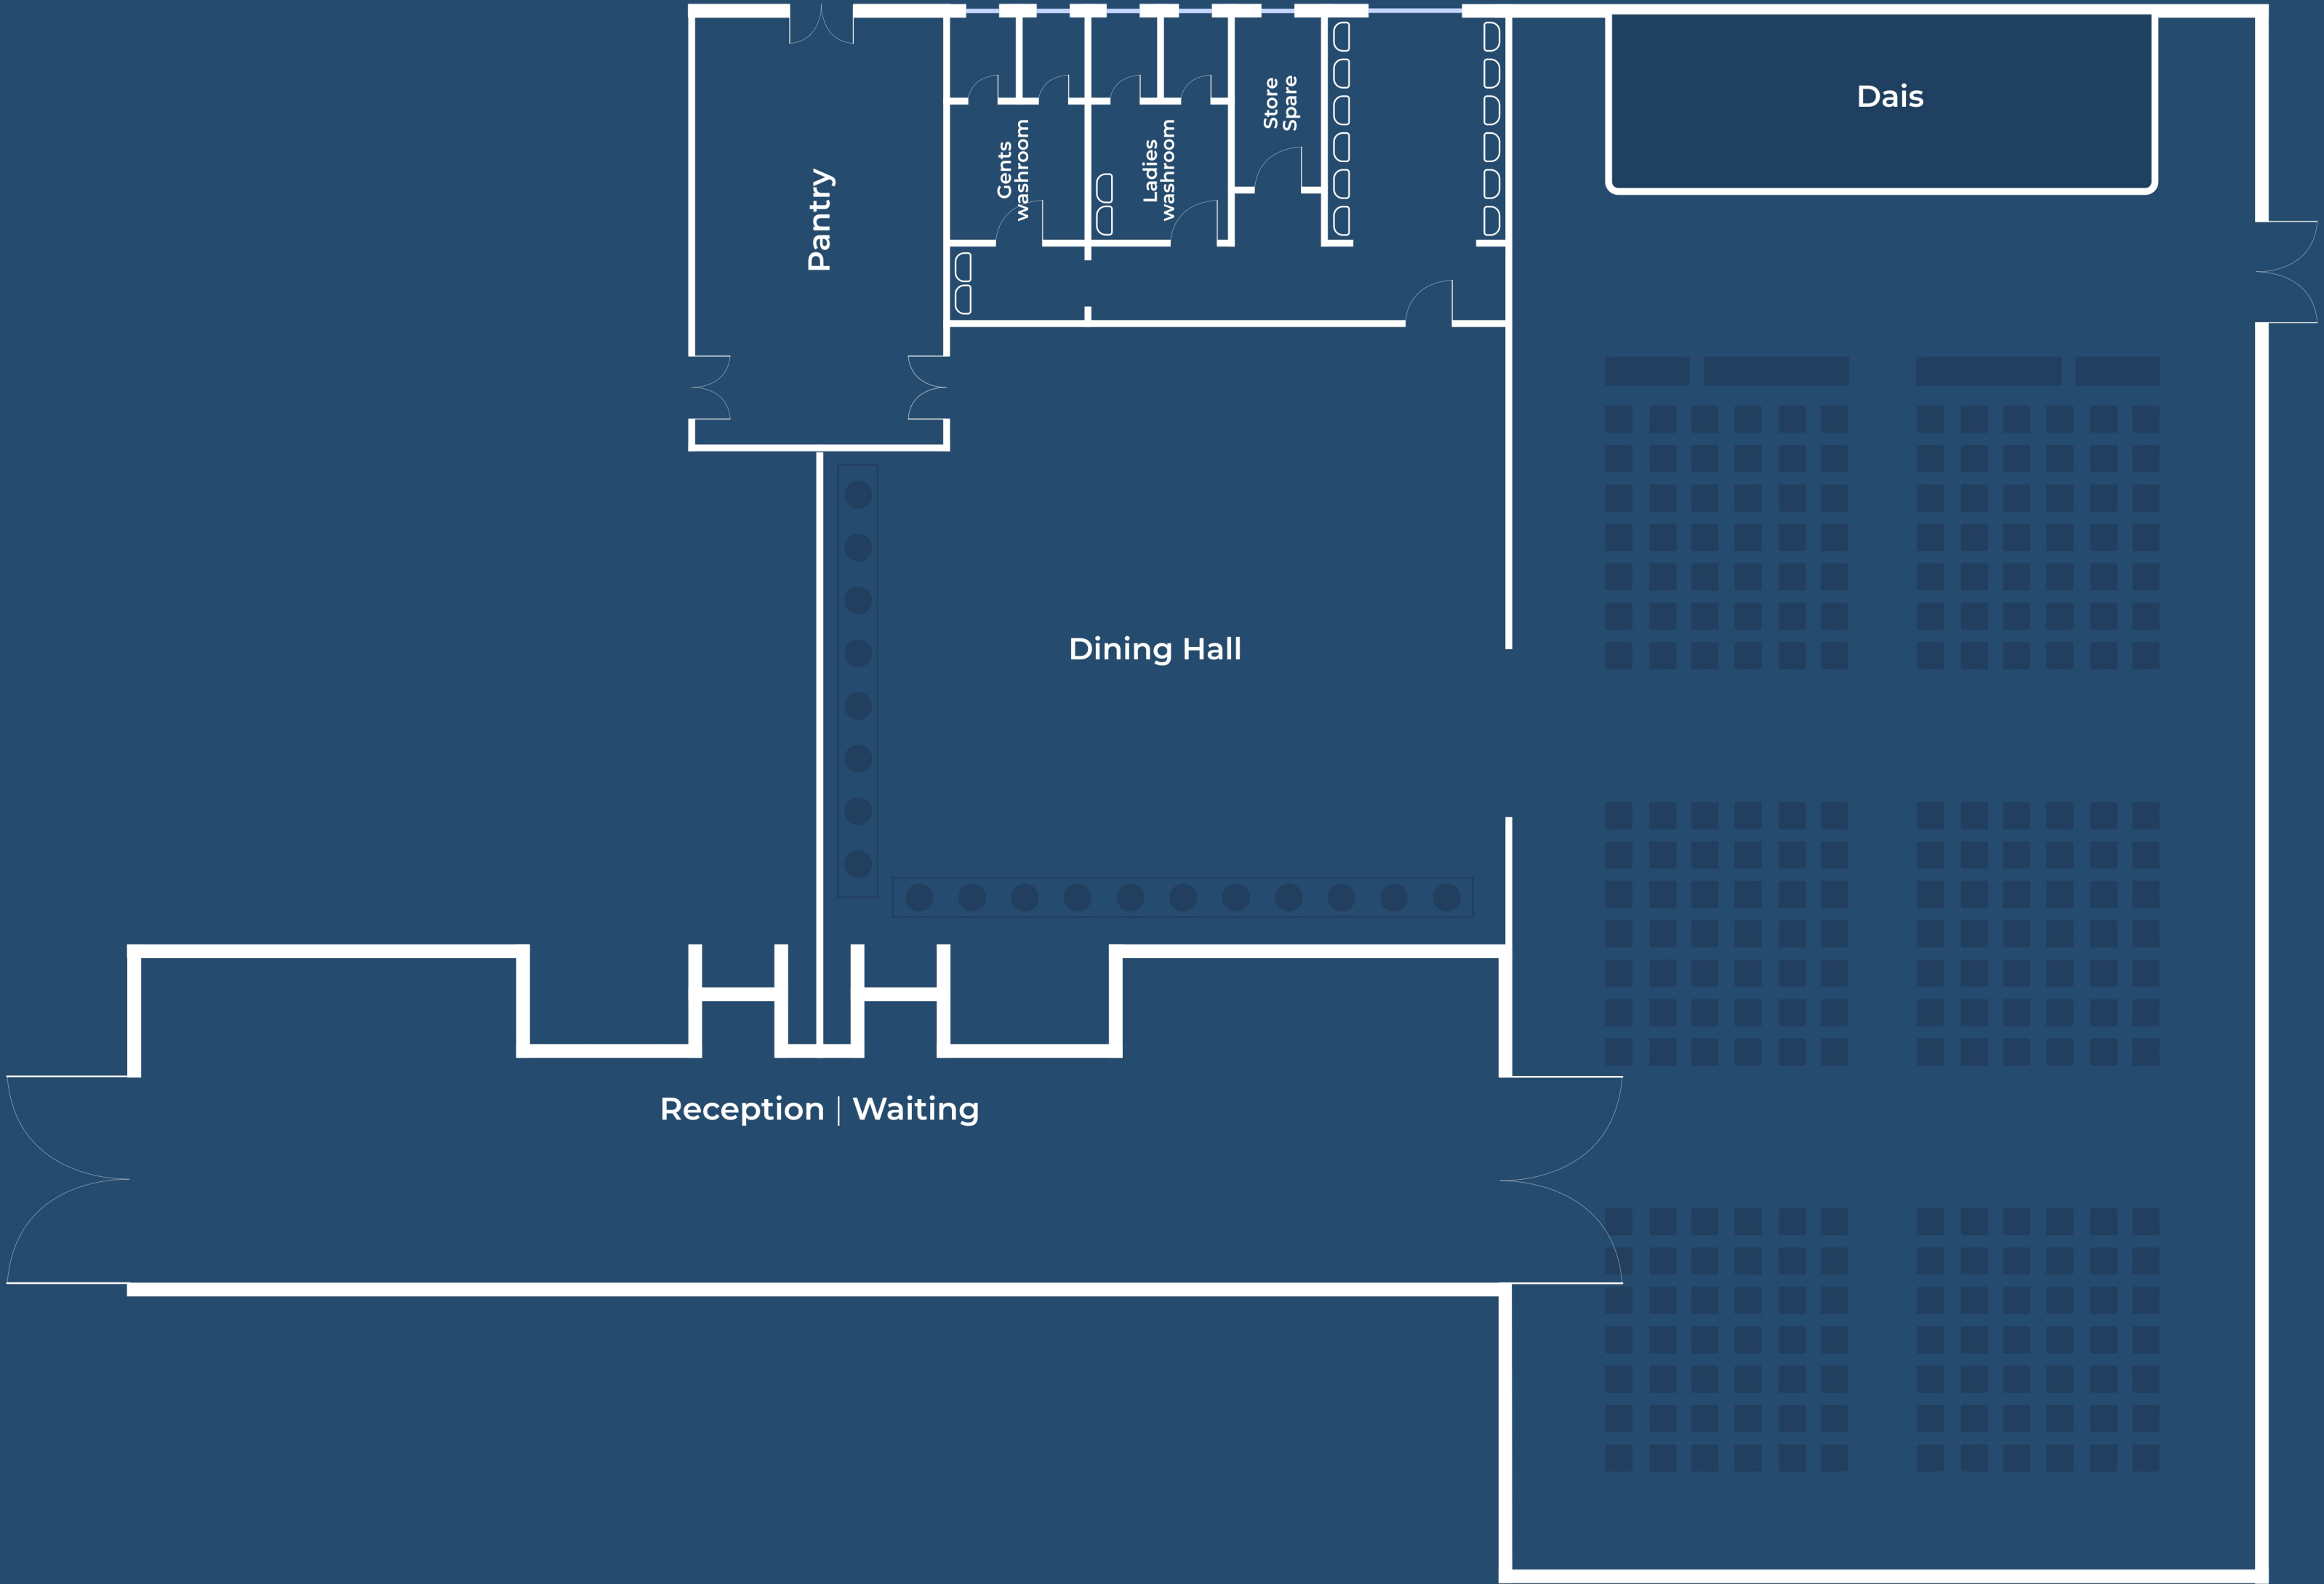 Dais
Store
Spare
Gents
washroom
Ladies
washroom
Pantry
Dining Hall
Reception | Waiting